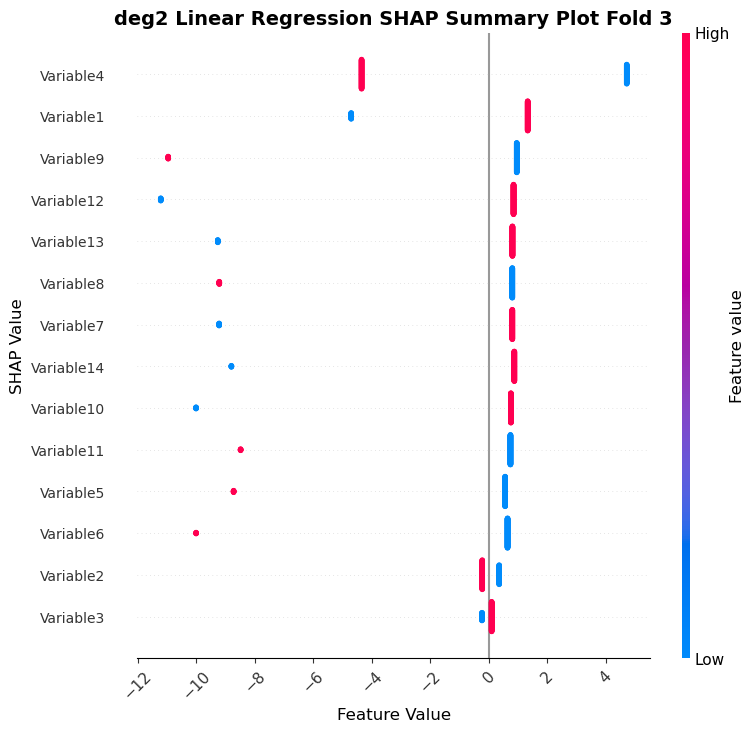 deg2 Linear Regression SHAP Summary Plot Fold 3
High
Variable4
Variable1
Variable9
Variable12
Variable13
Variable8
Variable7
Variable14
Variable10
Variable11
Variable5
Variable6
Variable2
Variable3
SHAP Value
Feature value
Low
−12
−10
−8
−6
−4
−2
0
2
4
Feature Value